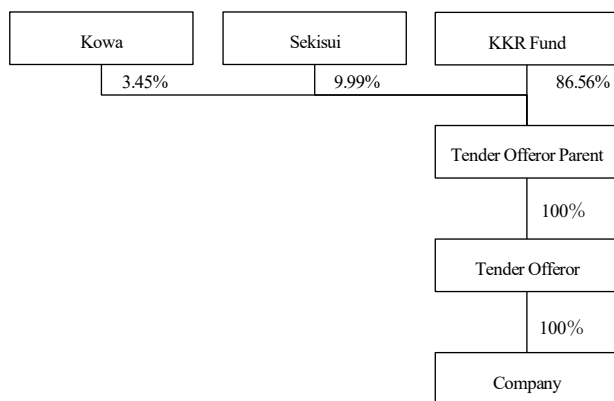 Kowa
Sekisui
KKR Fund
3.45%
9.99%
86.56%
Tender Offeror Parent
100%
Tender Offeror
100%
Company